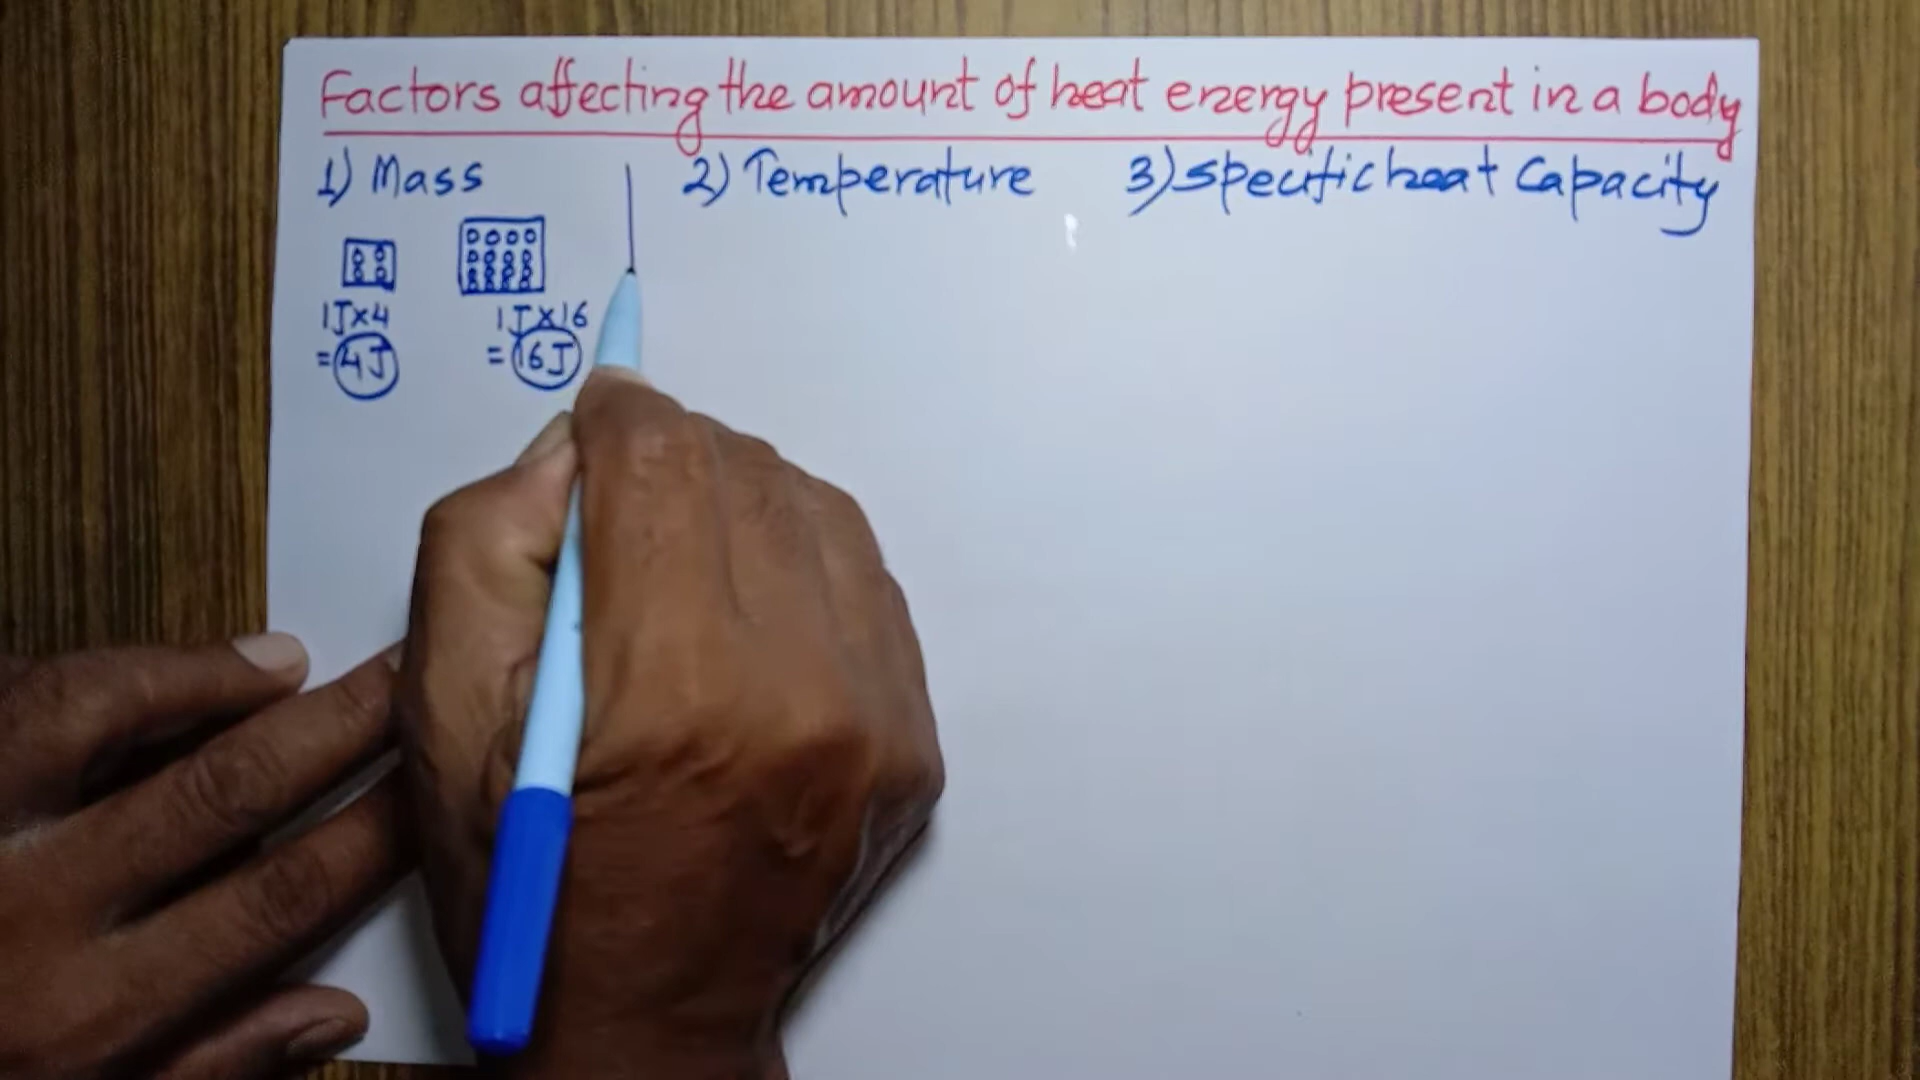 Factors affecting the amount of heat energy present in a body
1) Mass 2) Temperature 3) specific heat Capacity
1J×4 1J×16
=4J =16J